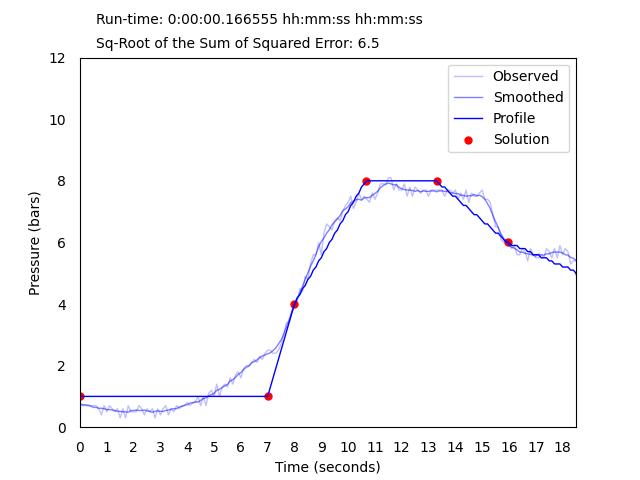 Run-time: 0:00:00.166555 hh:mm:ss hh:mm:ss
Sq-Root of the Sum of Squared Error: 6.5
12
10
8
6
4
2
0
Pressure (bars)
Observed
Smoothed
Profile
Solution
0 1 2 3 4 5 6 7 8 9 10 11 12 13 14 15 16 17 18
Time (seconds)